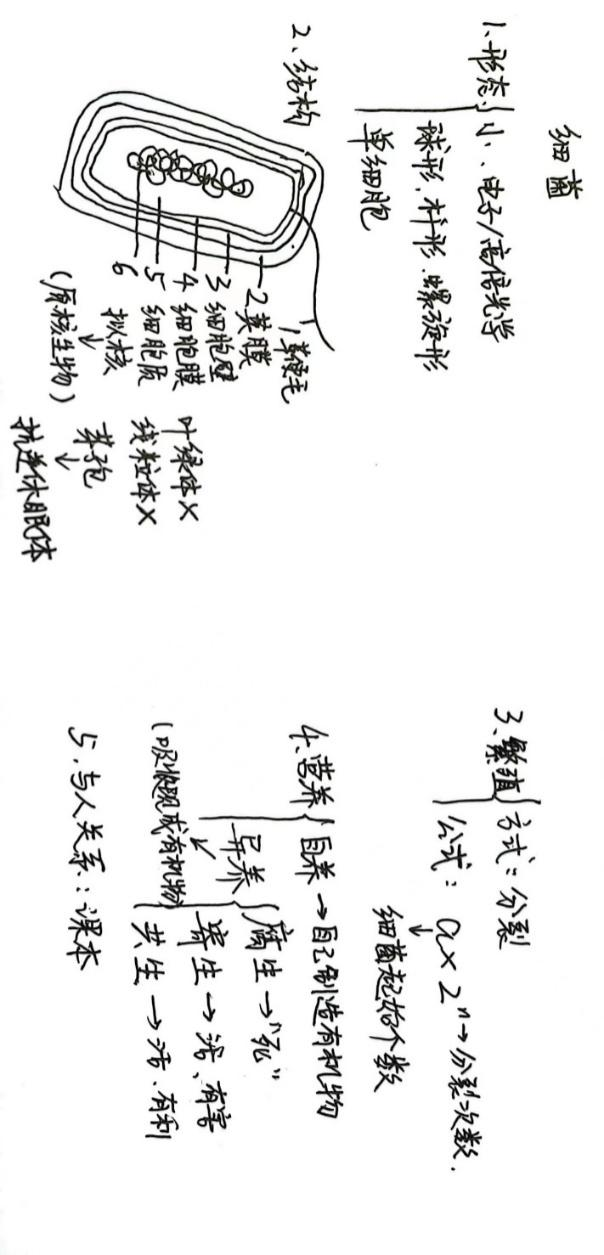 细菌
1、形态 小、电子/高倍光学
球形、杆形、螺旋形
单细胞
2、结构
1 鞭毛
2 荚膜
3 细胞壁
4 细胞膜
5 细胞质
6 拟核
(原核生物)
叶绿体×
线粒体×
芽孢
↓
抗逆休眠体
3、繁殖 方式：分裂
公式：a×2ⁿ→分裂次数.
↓
细菌起始个数
4、营养 自养→自己制造有机物
异养 腐生→"死"
(吸收现成有机物) 寄生→活、有害
共生→活、有利
5、与人关系：课本